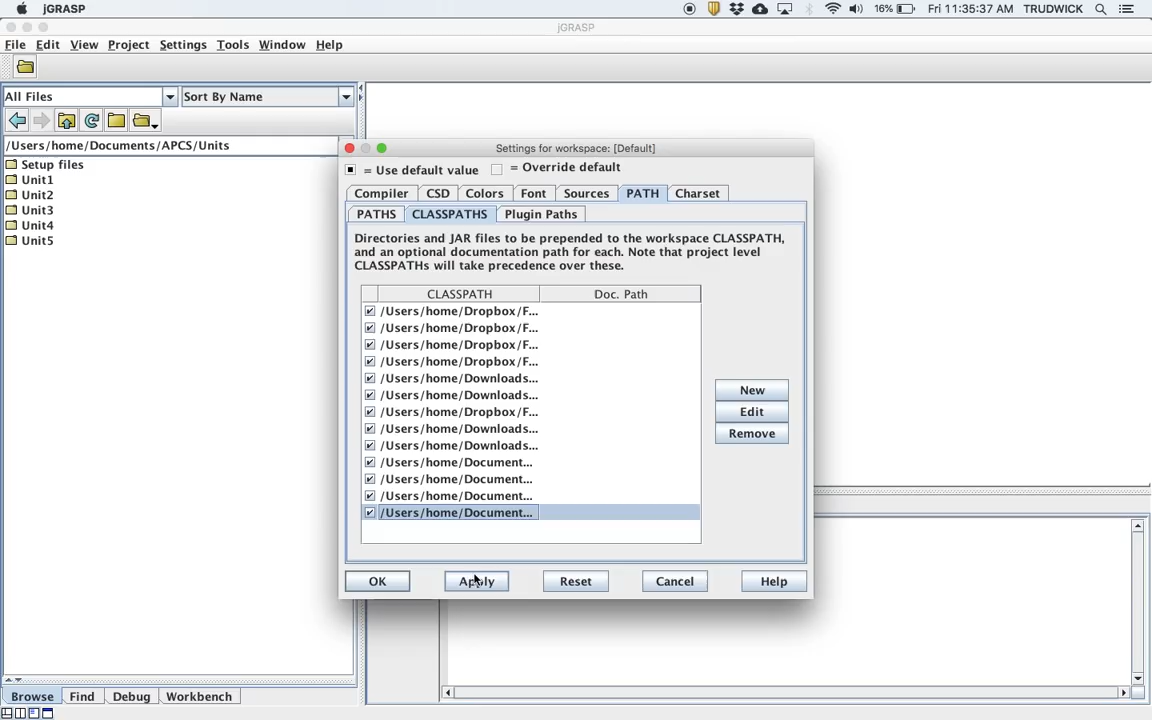 jGRASP
16%
Fri 11:35:37 AM TRUDWICK
jGRASP
File Edit View Project Settings Tools Window Help
All Files
Sort By Name
/Users/home/Documents/APCS/Units
Setup files
Unit1
Unit2
Unit3
Unit4
Unit5
Settings for workspace: [Default]
= Use default value
= Override default
Compiler CSD Colors Font Sources PATH Charset
PATHS CLASSPATHS Plugin Paths
Directories and JAR files to be prepended to the workspace CLASSPATH,
and an optional documentation path for each. Note that project level
CLASSPATHs will take precedence over these.
CLASSPATH Doc. Path
/Users/home/Dropbox/F...
/Users/home/Dropbox/F...
/Users/home/Dropbox/F...
/Users/home/Dropbox/F...
/Users/home/Downloads...
/Users/home/Downloads...
/Users/home/Dropbox/F...
/Users/home/Downloads...
/Users/home/Downloads...
/Users/home/Document...
/Users/home/Document...
/Users/home/Document...
/Users/home/Document...
New
Edit
Remove
OK Apply Reset Cancel Help
Browse Find Debug Workbench